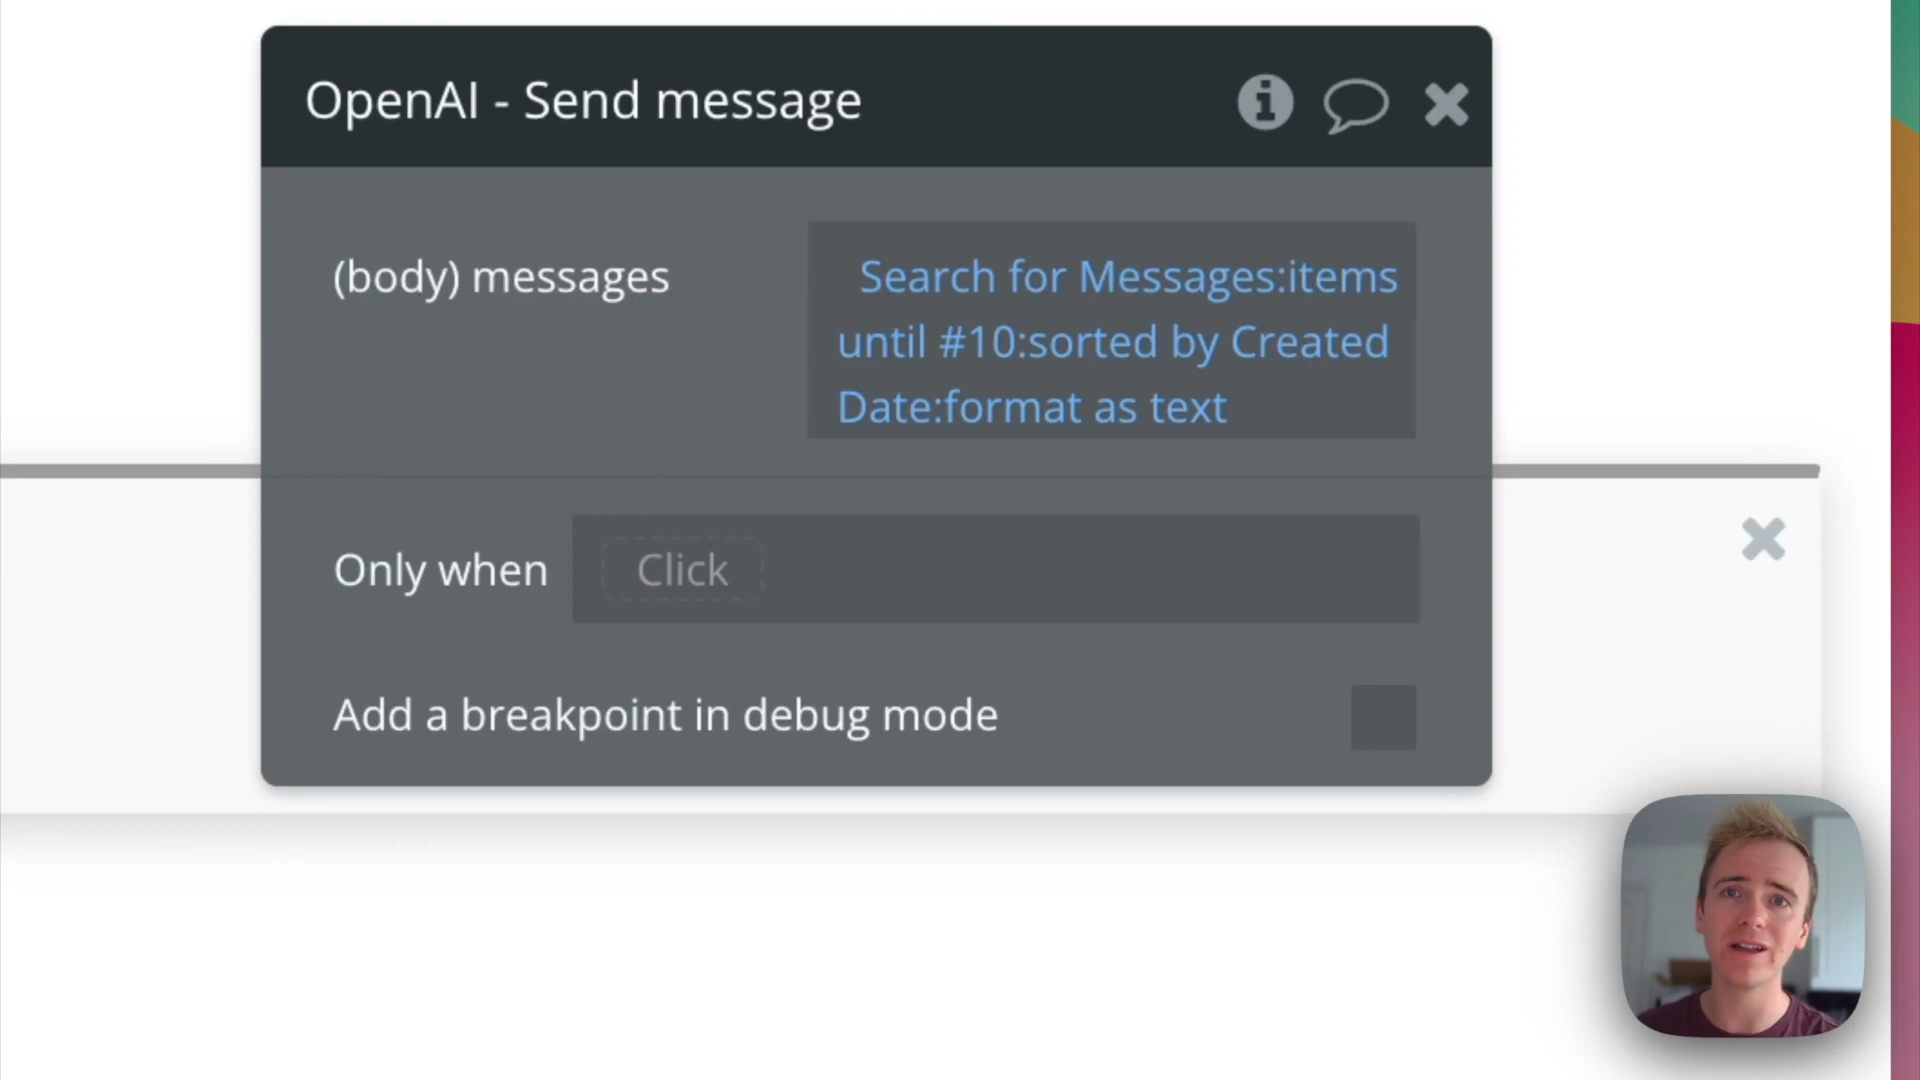 OpenAI - Send message
(body) messages
Search for Messages:items
until #10:sorted by Created
Date:format as text
Only when
Click
Add a breakpoint in debug mode